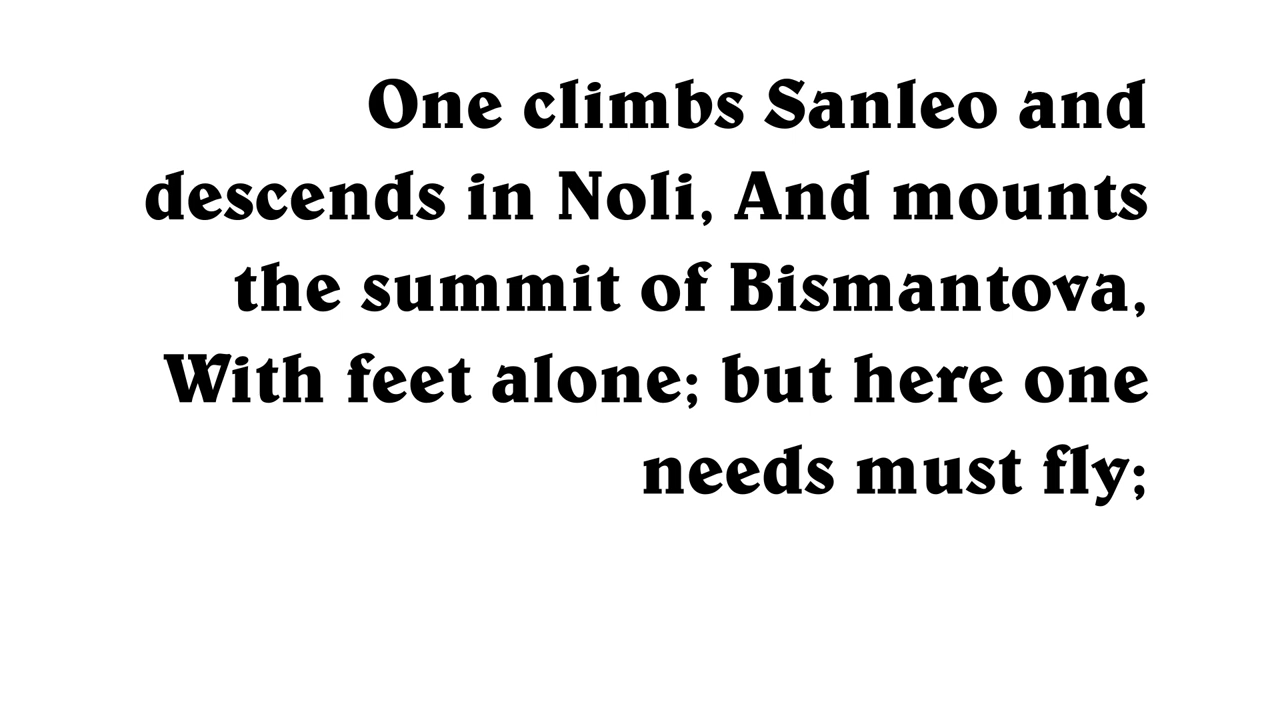 One climbs Sanleo and
descends in Noli, And mounts
the summit of Bismantova,
With feet alone; but here one
needs must fly;